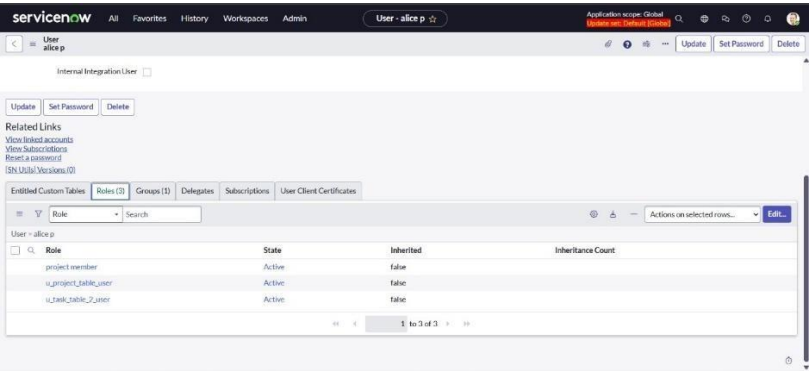 servicenow All Favorites History Workspaces Admin User - alice p ☆ Application scope: Global
Update set: Default [Global]
User
alice p
Update Set Password Delete
Internal Integration User
Update Set Password Delete
Related Links
View linked accounts
View Subscriptions
Reset a password
[SN Utils] Versions (0)
Entitled Custom Tables Roles (3) Groups (1) Delegates Subscriptions User Client Certificates
Role Search Actions on selected rows... Edit...
User = alice p
Role State Inherited Inheritance Count
project member Active false
u_project_table_user Active false
u_task_table_2_user Active false
1 to 3 of 3